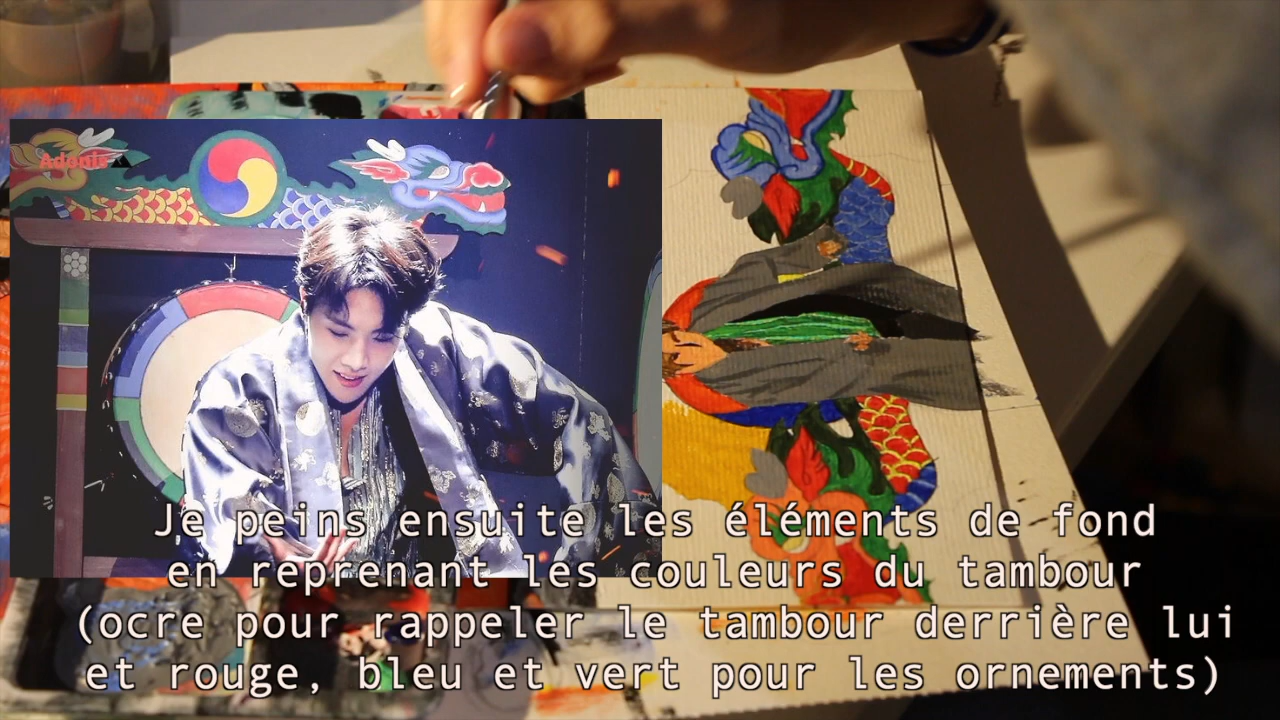 Adonis
Je peins ensuite les éléments de fond
en reprenant les couleurs du tambour
(ocre pour rappeler le tambour derrière lui
et rouge, bleu et vert pour les ornements)